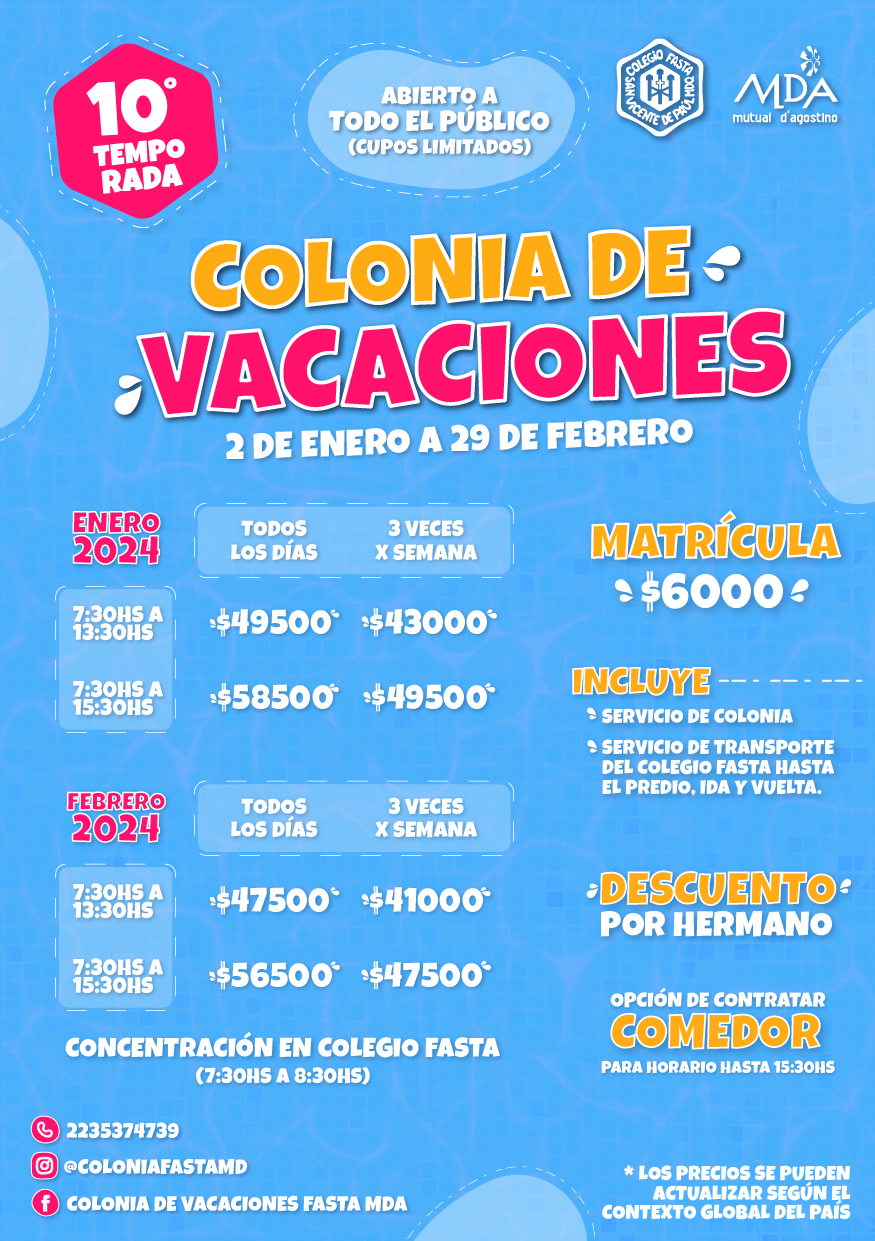 10°
TEMPO
RADA
ABIERTO A
TODO EL PÚBLICO
(CUPOS LIMITADOS)
COLEGIO FASTA
SAN VICENTE DE PAÚL MDQ
MDA
mutual d'agostino
COLONIA DE
VACACIONES
2 DE ENERO A 29 DE FEBRERO
ENERO
2024
TODOS
LOS DÍAS
3 VECES
X SEMANA
7:30HS A
13:30HS
$49500
$43000
7:30HS A
15:30HS
$58500
$49500
FEBRERO
2024
TODOS
LOS DÍAS
3 VECES
X SEMANA
7:30HS A
13:30HS
$47500
$41000
7:30HS A
15:30HS
$56500
$47500
CONCENTRACIÓN EN COLEGIO FASTA
(7:30HS A 8:30HS)
2235374739
@COLONIAFASTAMD
COLONIA DE VACACIONES FASTA MDA
MATRÍCULA
$6000
INCLUYE
SERVICIO DE COLONIA
SERVICIO DE TRANSPORTE
DEL COLEGIO FASTA HASTA
EL PREDIO, IDA Y VUELTA.
DESCUENTO
POR HERMANO
OPCIÓN DE CONTRATAR
COMEDOR
PARA HORARIO HASTA 15:30HS
* LOS PRECIOS SE PUEDEN
ACTUALIZAR SEGÚN EL
CONTEXTO GLOBAL DEL PAÍS